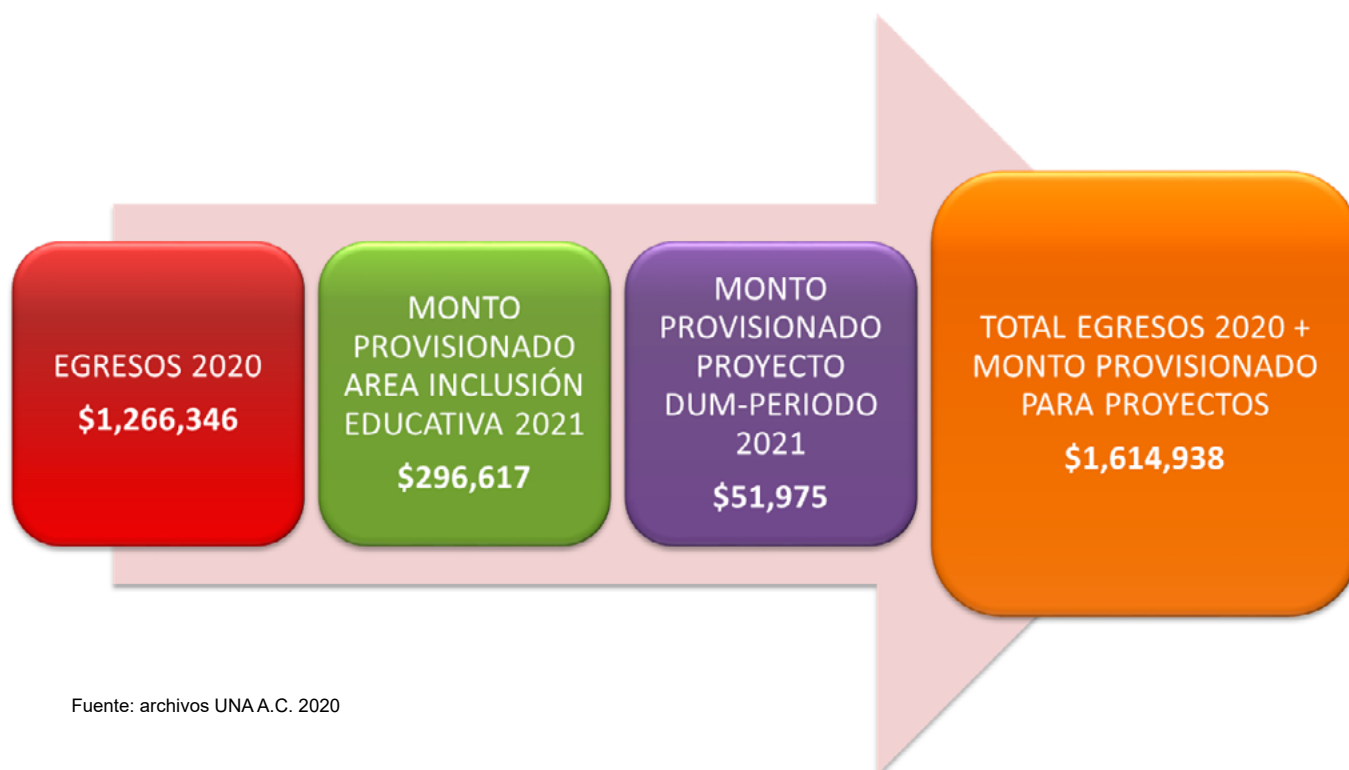 EGRESOS 2020
$1,266,346
MONTO
PROVISIONADO
AREA INCLUSIÓN
EDUCATIVA 2021
$296,617
MONTO
PROVISIONADO
PROYECTO
DUM-PERIODO
2021
$51,975
TOTAL EGRESOS 2020 +
MONTO PROVISIONADO
PARA PROYECTOS
$1,614,938
Fuente: archivos UNA A.C. 2020